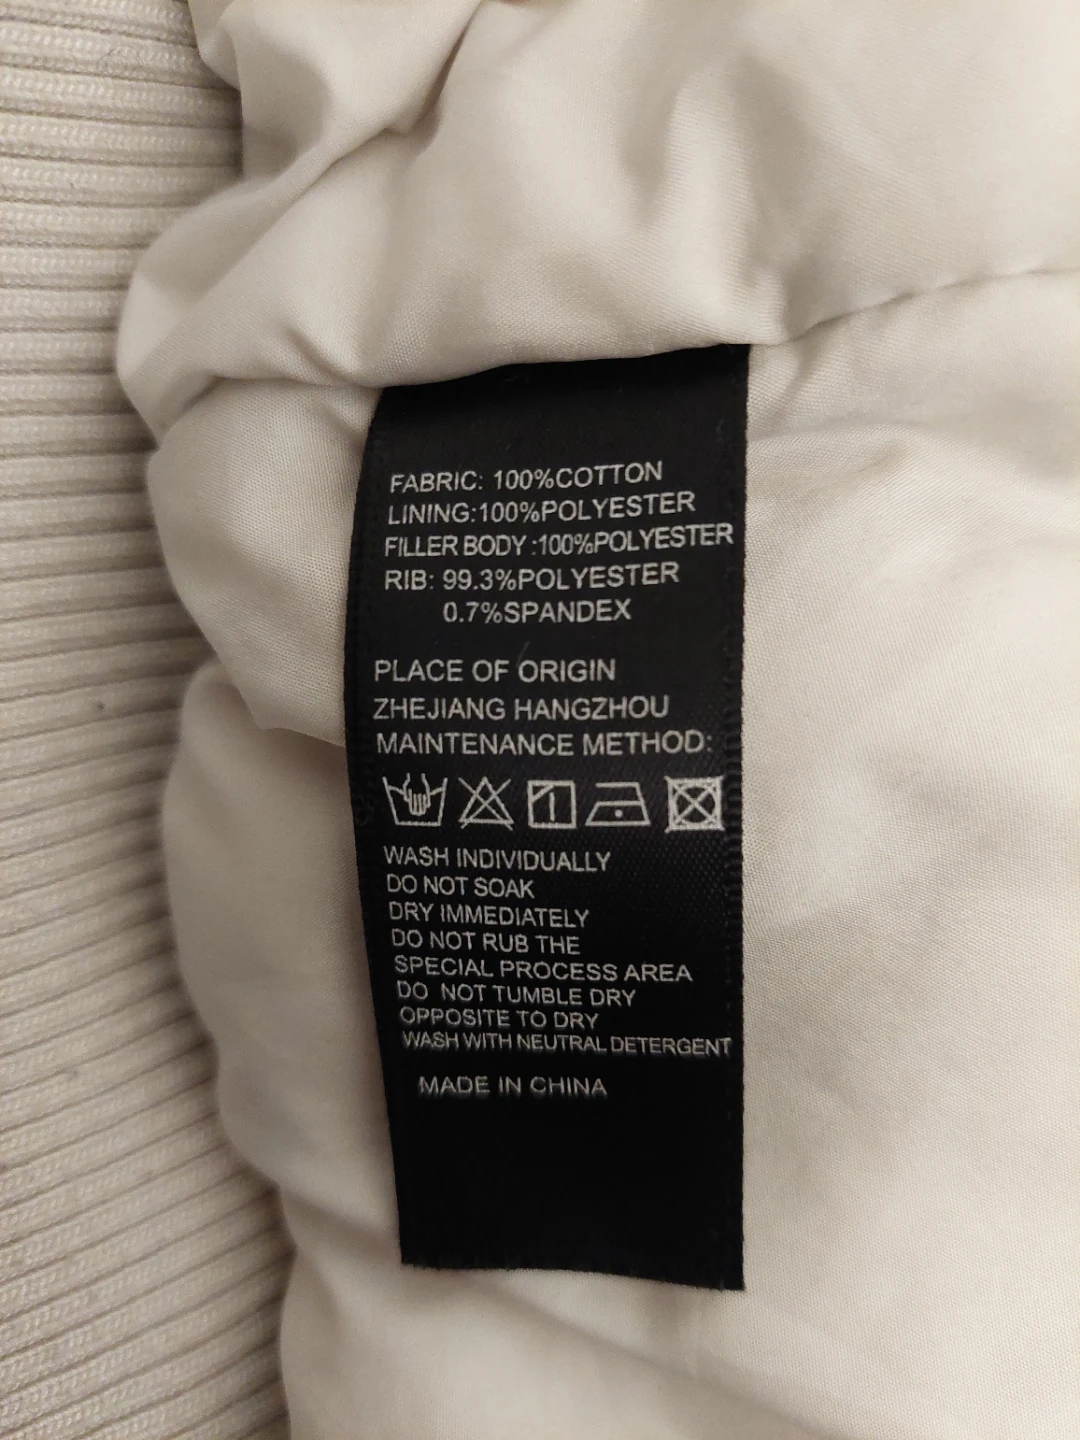 FABRIC: 100%COTTON
LINING:100%POLYESTER
FILLER BODY :100%POLYESTER
RIB: 99.3%POLYESTER
0.7%SPANDEX
PLACE OF ORIGIN
ZHEJIANG HANGZHOU
MAINTENANCE METHOD:
WASH INDIVIDUALLY
DO NOT SOAK
DRY IMMEDIATELY
DO NOT RUB THE
SPECIAL PROCESS AREA
DO NOT TUMBLE DRY
OPPOSITE TO DRY
WASH WITH NEUTRAL DETERGENT
MADE IN CHINA